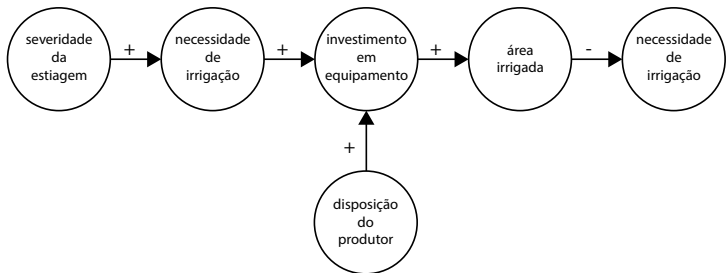 severidade
da
estiagem
+
necessidade
de
irrigação
+
investimento
em
equipamento
+
área
irrigada
-
necessidade
de
irrigação
+
disposição
do
produtor